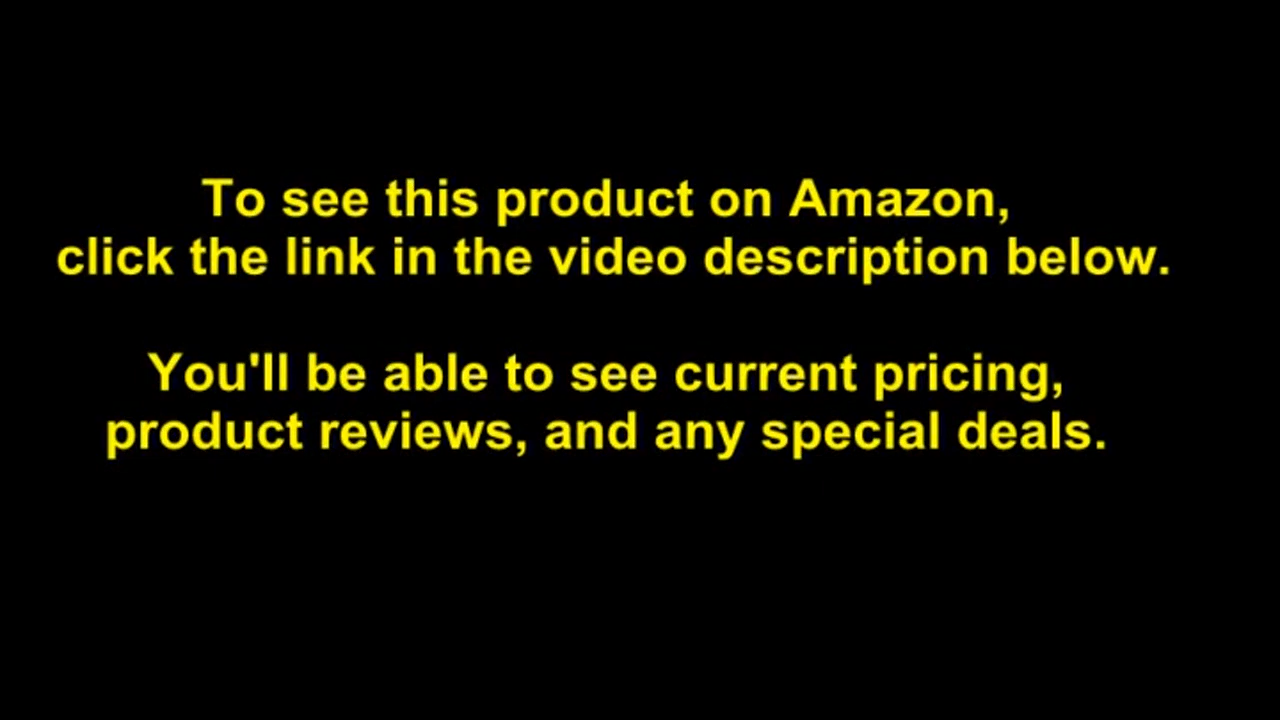 To see this product on Amazon,
click the link in the video description below.
You'll be able to see current pricing,
product reviews, and any special deals.